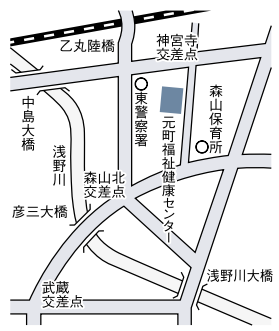 乙丸陸橋
神宮寺
交差点
中島大橋
東警察署
元町福祉健康センター
森山保育所
浅野川
森山北
交差点
彦三大橋
浅野川大橋
武蔵
交差点